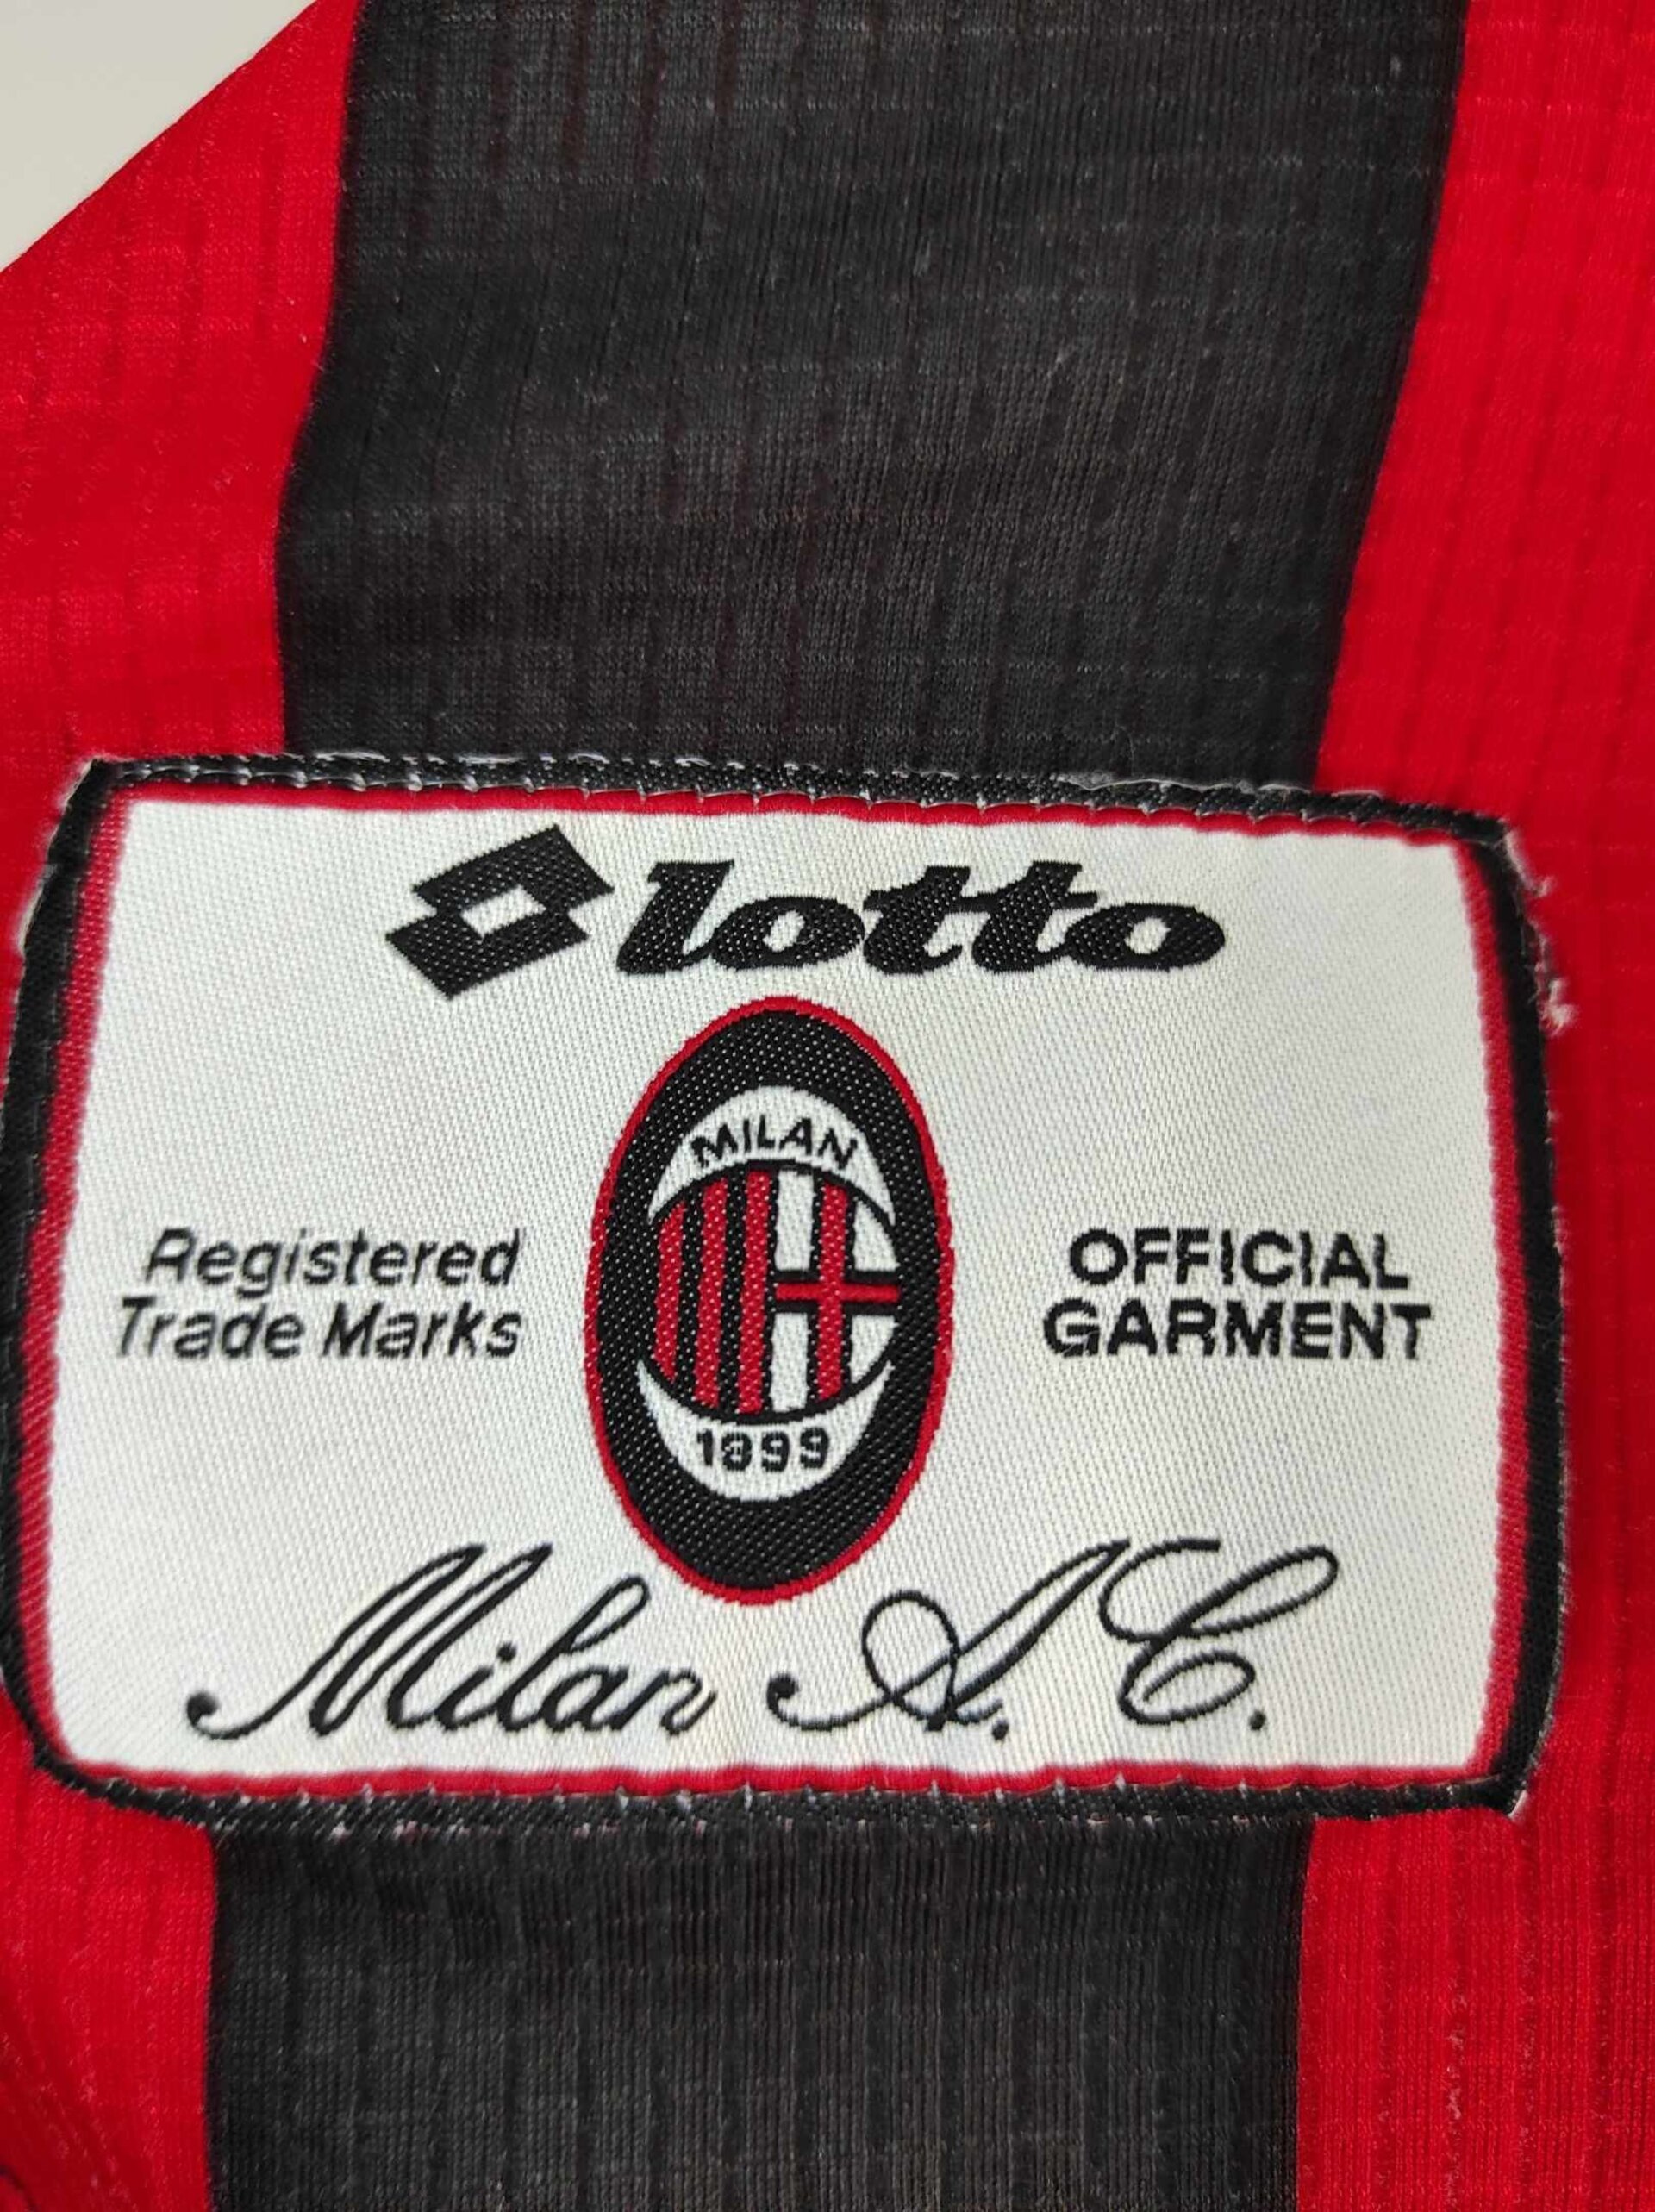 lotto
MILAN
Registered
Trade Marks
OFFICIAL
GARMENT
1899
Milan A.C.